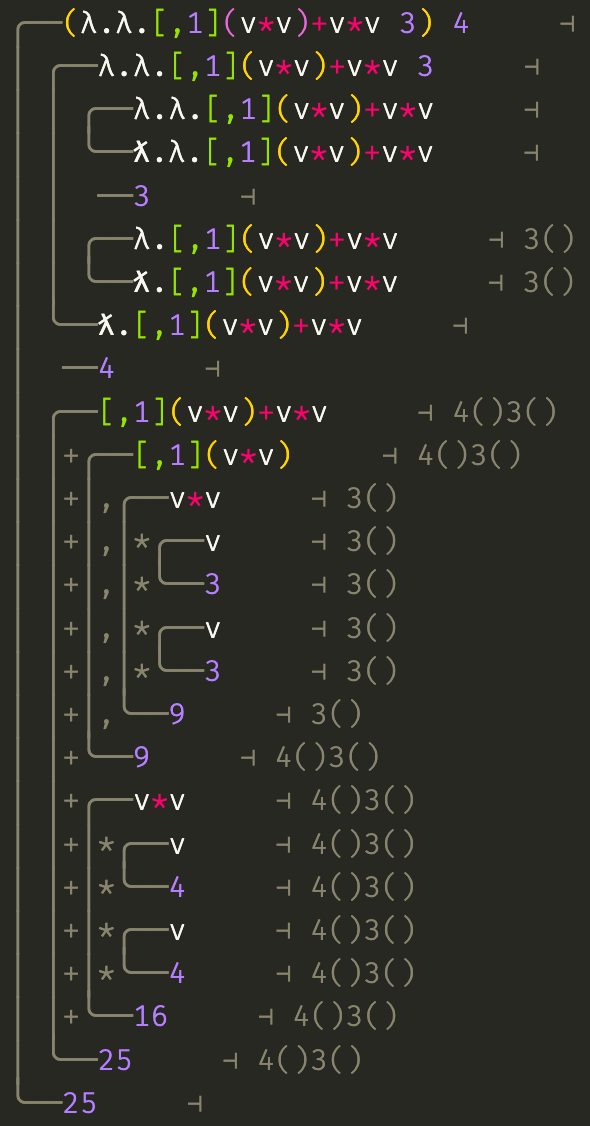 (λ.λ.[,1](v*v)+v*v 3) 4 ⊣
λ.λ.[,1](v*v)+v*v 3 ⊣
λ.λ.[,1](v*v)+v*v ⊣
ƛ.λ.[,1](v*v)+v*v ⊣
3 ⊣
λ.[,1](v*v)+v*v ⊣ 3()
ƛ.[,1](v*v)+v*v ⊣ 3()
ƛ.[,1](v*v)+v*v ⊣
4 ⊣
[,1](v*v)+v*v ⊣ 4()3()
+ [,1](v*v) ⊣ 4()3()
+ , v*v ⊣ 3()
+ , * v ⊣ 3()
+ , * 3 ⊣ 3()
+ , * v ⊣ 3()
+ , * 3 ⊣ 3()
+ , 9 ⊣ 3()
+ 9 ⊣ 4()3()
+ v*v ⊣ 4()3()
+ * v ⊣ 4()3()
+ * 4 ⊣ 4()3()
+ * v ⊣ 4()3()
+ * 4 ⊣ 4()3()
+ 16 ⊣ 4()3()
25 ⊣ 4()3()
25 ⊣